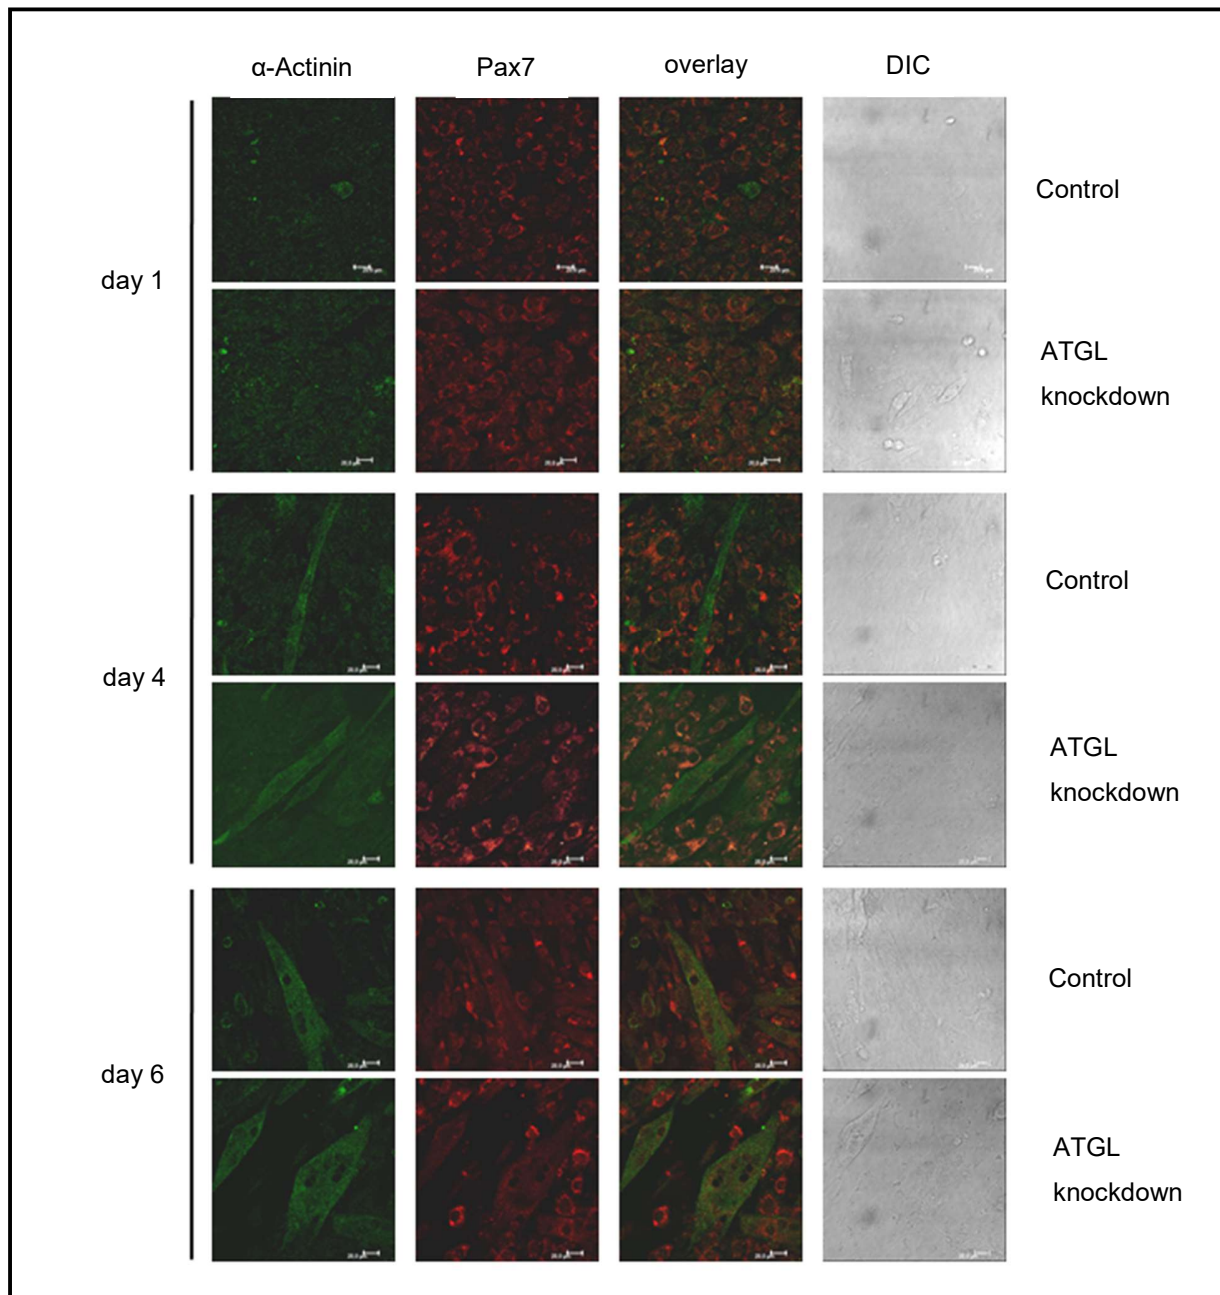 α-Actinin Pax7 overlay DIC
day 1
Control
ATGL
knockdown
day 4
Control
ATGL
knockdown
day 6
Control
ATGL
knockdown